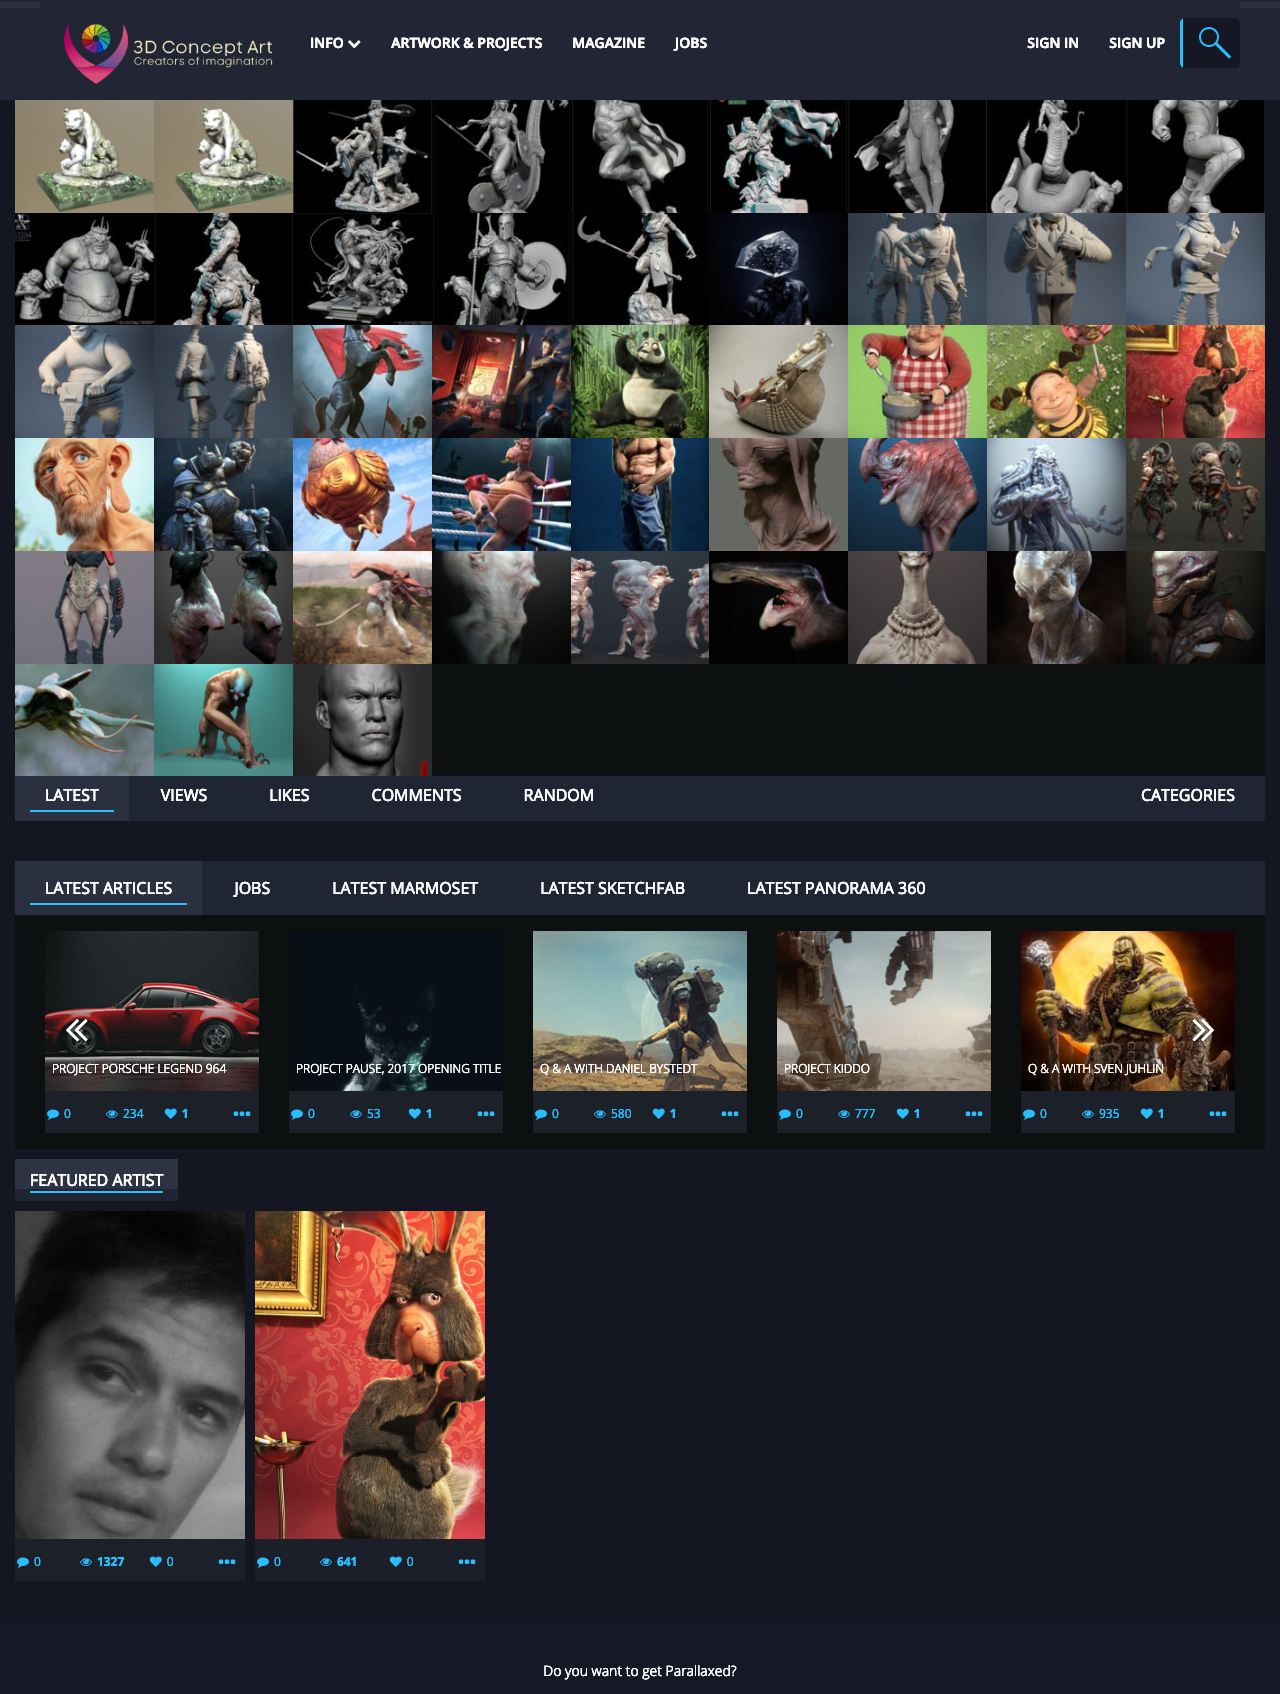 3D Concept Art
Creators of imagination
INFO
ARTWORK & PROJECTS
MAGAZINE
JOBS
SIGN IN
SIGN UP
LATEST
VIEWS
LIKES
COMMENTS
RANDOM
CATEGORIES
LATEST ARTICLES
JOBS
LATEST MARMOSET
LATEST SKETCHFAB
LATEST PANORAMA 360
PROJECT PORSCHE LEGEND 964
PROJECT PAUSE, 2017 OPENING TITLE
Q & A WITH DANIEL BYSTEDT
PROJECT KIDDO
Q & A WITH SVEN JUHLIN
0 234 1
0 53 1
0 580 1
0 777 1
0 935 1
FEATURED ARTIST
0 1327 0
0 641 0
Do you want to get Parallaxed?